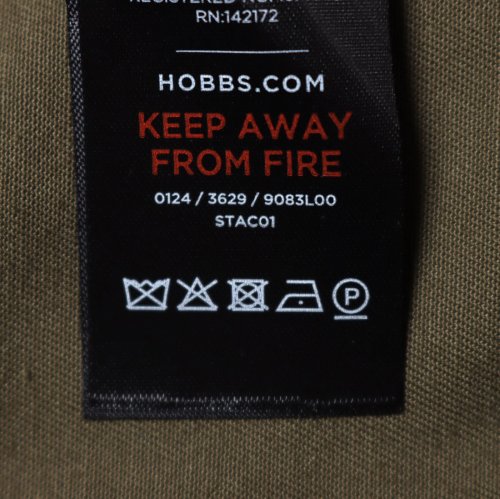 RN:142172
HOBBS.COM
KEEP AWAY
FROM FIRE
0124 / 3629 / 9083L00
STAC01
P